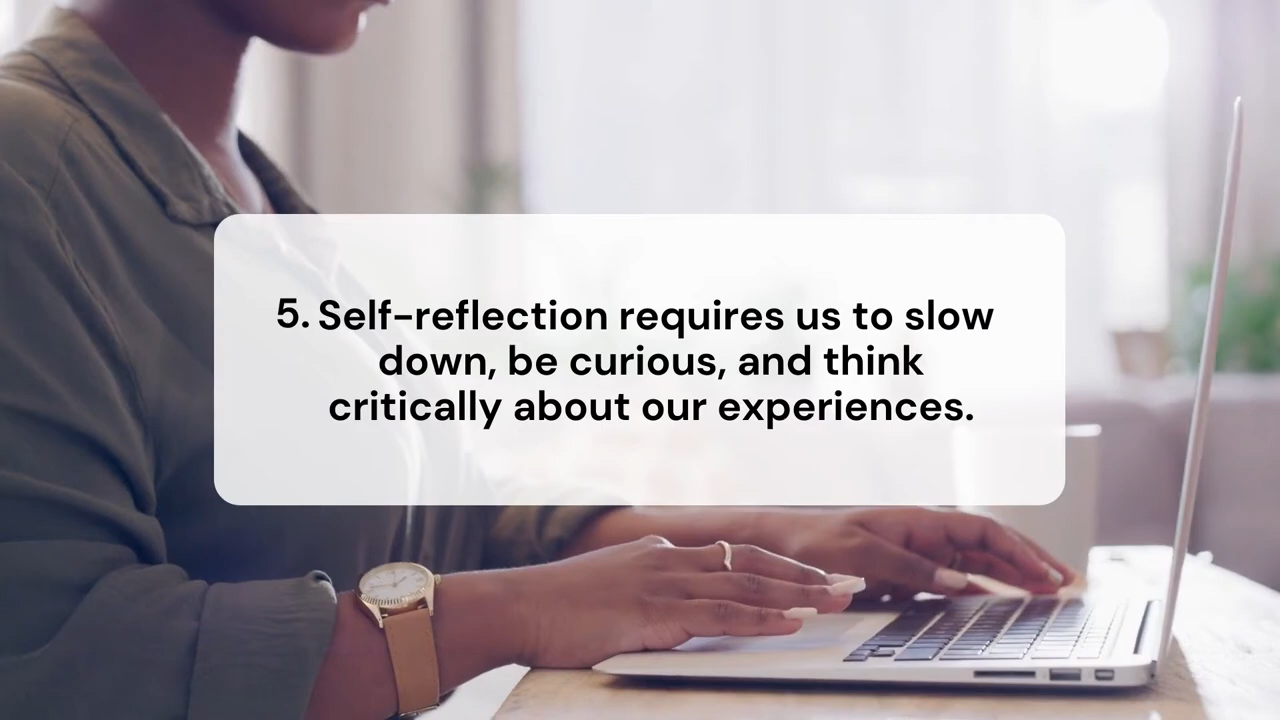 5. Self-reflection requires us to slow
down, be curious, and think
critically about our experiences.